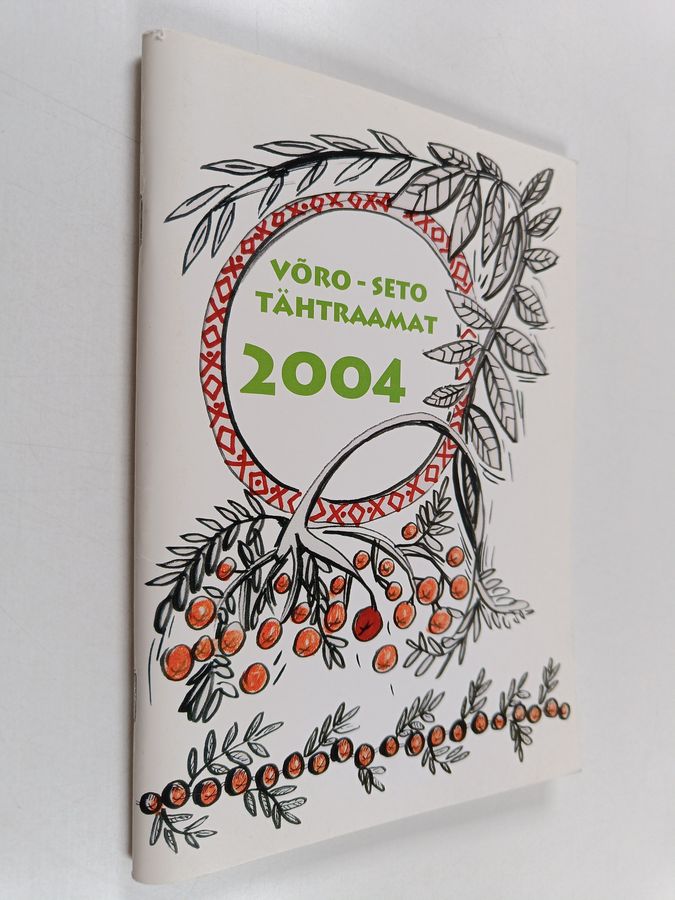 VÕRO - SETO
TÄHTRAAMAT
2004